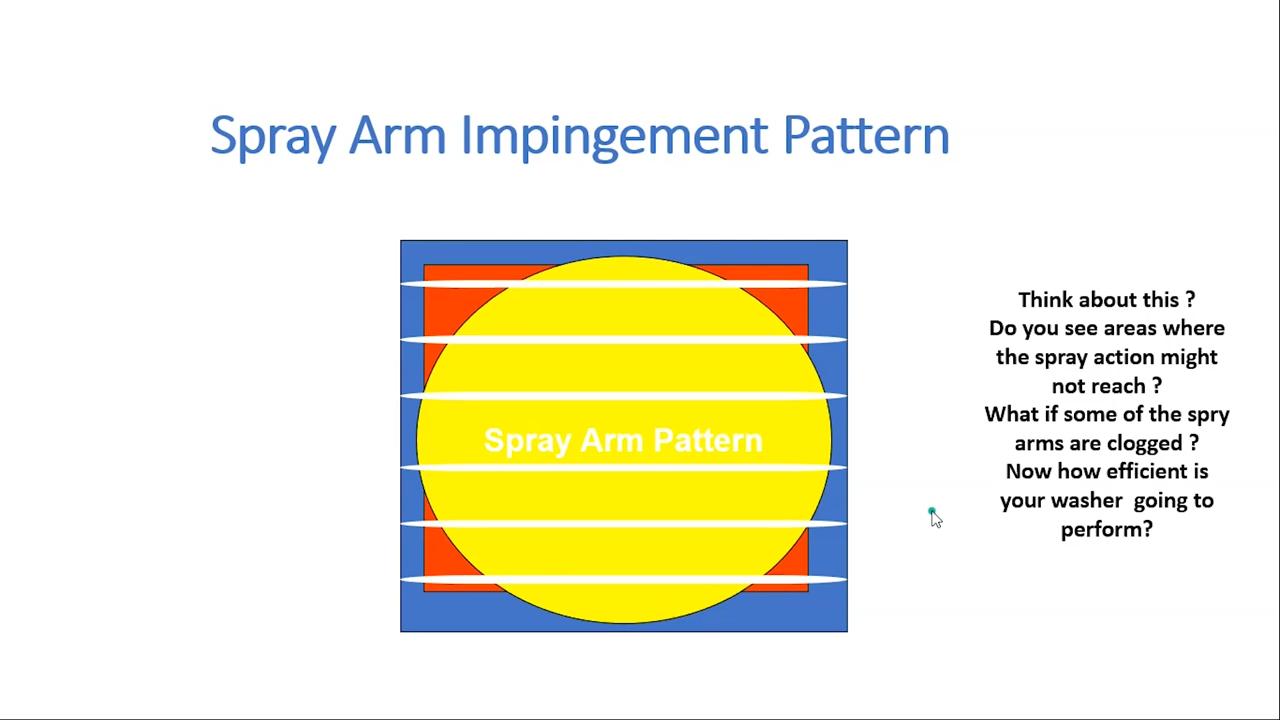 Spray Arm Impingement Pattern
Spray Arm Pattern
Think about this ?
Do you see areas where
the spray action might
not reach ?
What if some of the spry
arms are clogged ?
Now how efficient is
your washer  going to
perform?